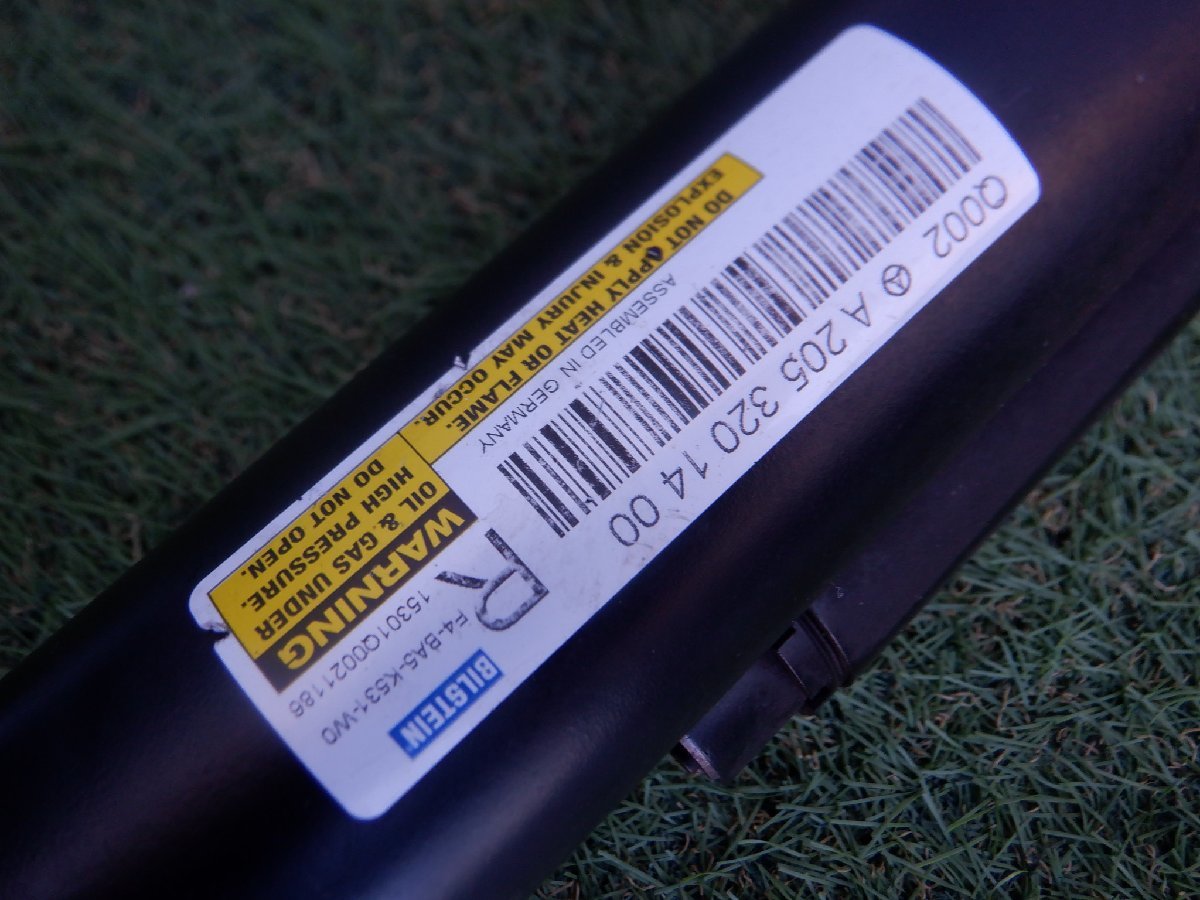 Q002 A 205 320 14 00
ASSEMBLED IN GERMANY
DO NOT APPLY HEAT OR FLAME.
EXPLOSION & INJURY MAY OCCUR.
R
WARNING
OIL & GAS UNDER
HIGH PRESSURE.
DO NOT OPEN.
BILSTEIN
F4-BA5-K531-VV0
15301Q0021186